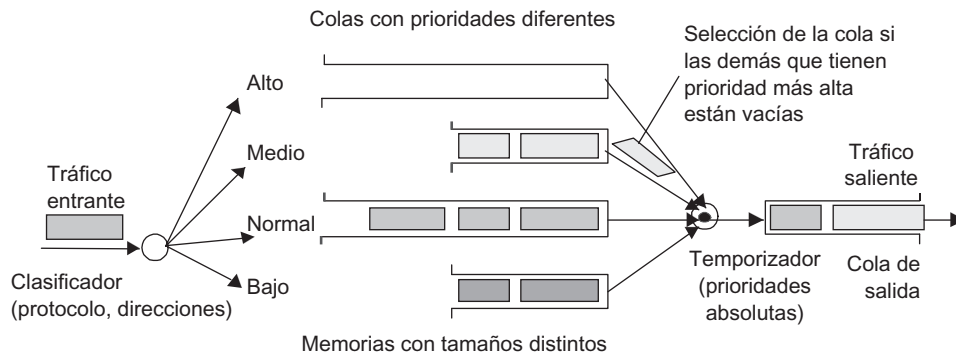 Colas con prioridades diferentes
Selección de la cola si
las demás que tienen
prioridad más alta
están vacías
Alto
Medio
Tráfico
entrante
Tráfico
saliente
Normal
Clasificador
(protocolo, direcciones)
Bajo
Temporizador
(prioridades
absolutas)
Cola de
salida
Memorias con tamaños distintos